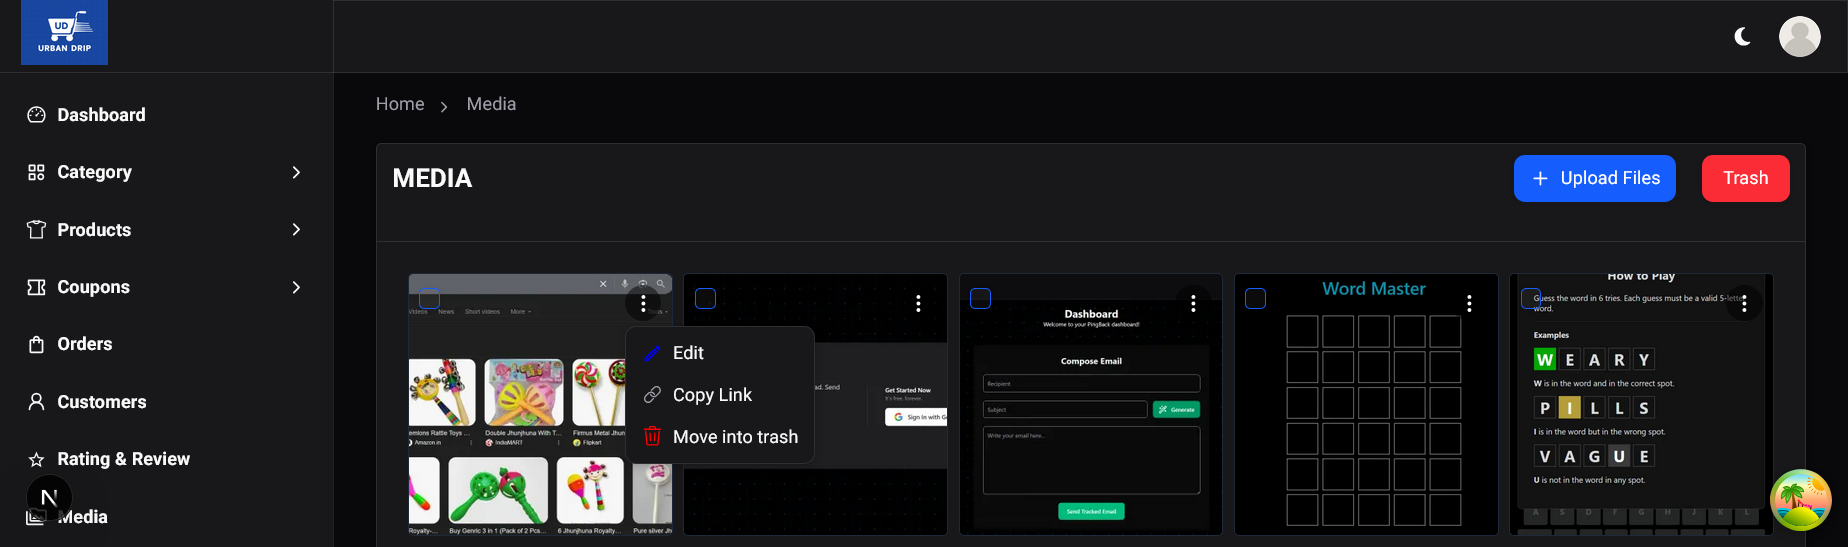 UD
URBAN DRIP
Dashboard
Category
Products
Coupons
Orders
Customers
Rating & Review
N
Media
Home > Media
MEDIA
+ Upload Files
Trash
Videos News Short videos More
Edit
Copy Link
Move into trash
Rattle Toys ...
Double Jhunjhuna With T...
Firmus Metal Jhun
Amazon.in
IndiaMART
Flipkart
Royalty-...
Buy Genric 3 in 1 (Pack of 2 Pcs...
6 Jhunjhuna Royalty...
Pure silver Jh
ad. Send
Get Started Now
It's free, forever.
Sign in with G
Dashboard
Welcome to your PingBack dashboard!
Compose Email
Recipient
Subject
Generate
Write your email here...
Send Tracked Email
Word Master
How to Play
Guess the word in 6 tries. Each guess must be a valid 5-lette
word.
Examples
W E A R Y
W is in the word and in the correct spot.
P I L L S
I is in the word but in the wrong spot.
V A G U E
U is not in the word in any spot.
A S D F G H J K L